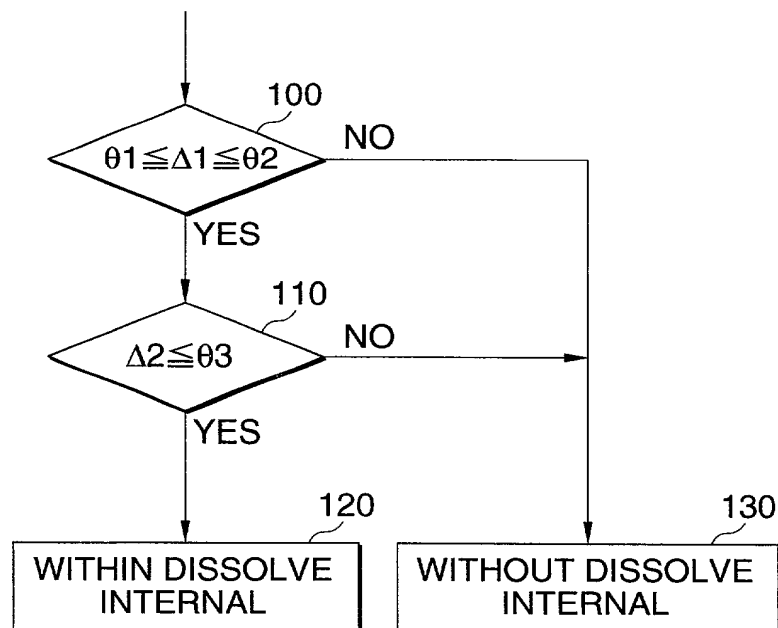 100
θ1≦Δ1≦θ2
NO
YES
110
Δ2≦θ3
NO
YES
120
WITHIN DISSOLVE
INTERNAL
130
WITHOUT DISSOLVE
INTERNAL